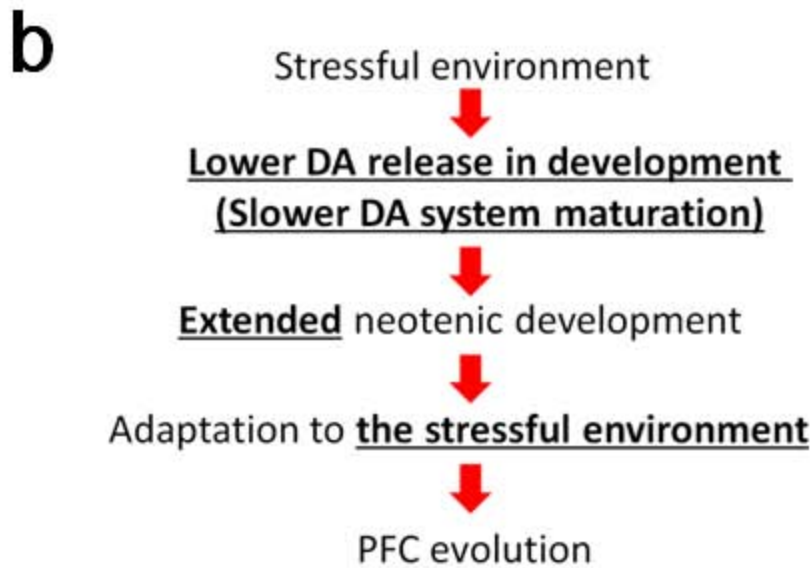 b
Stressful environment
Lower DA release in development
(Slower DA system maturation)
Extended neotenic development
Adaptation to the stressful environment
PFC evolution